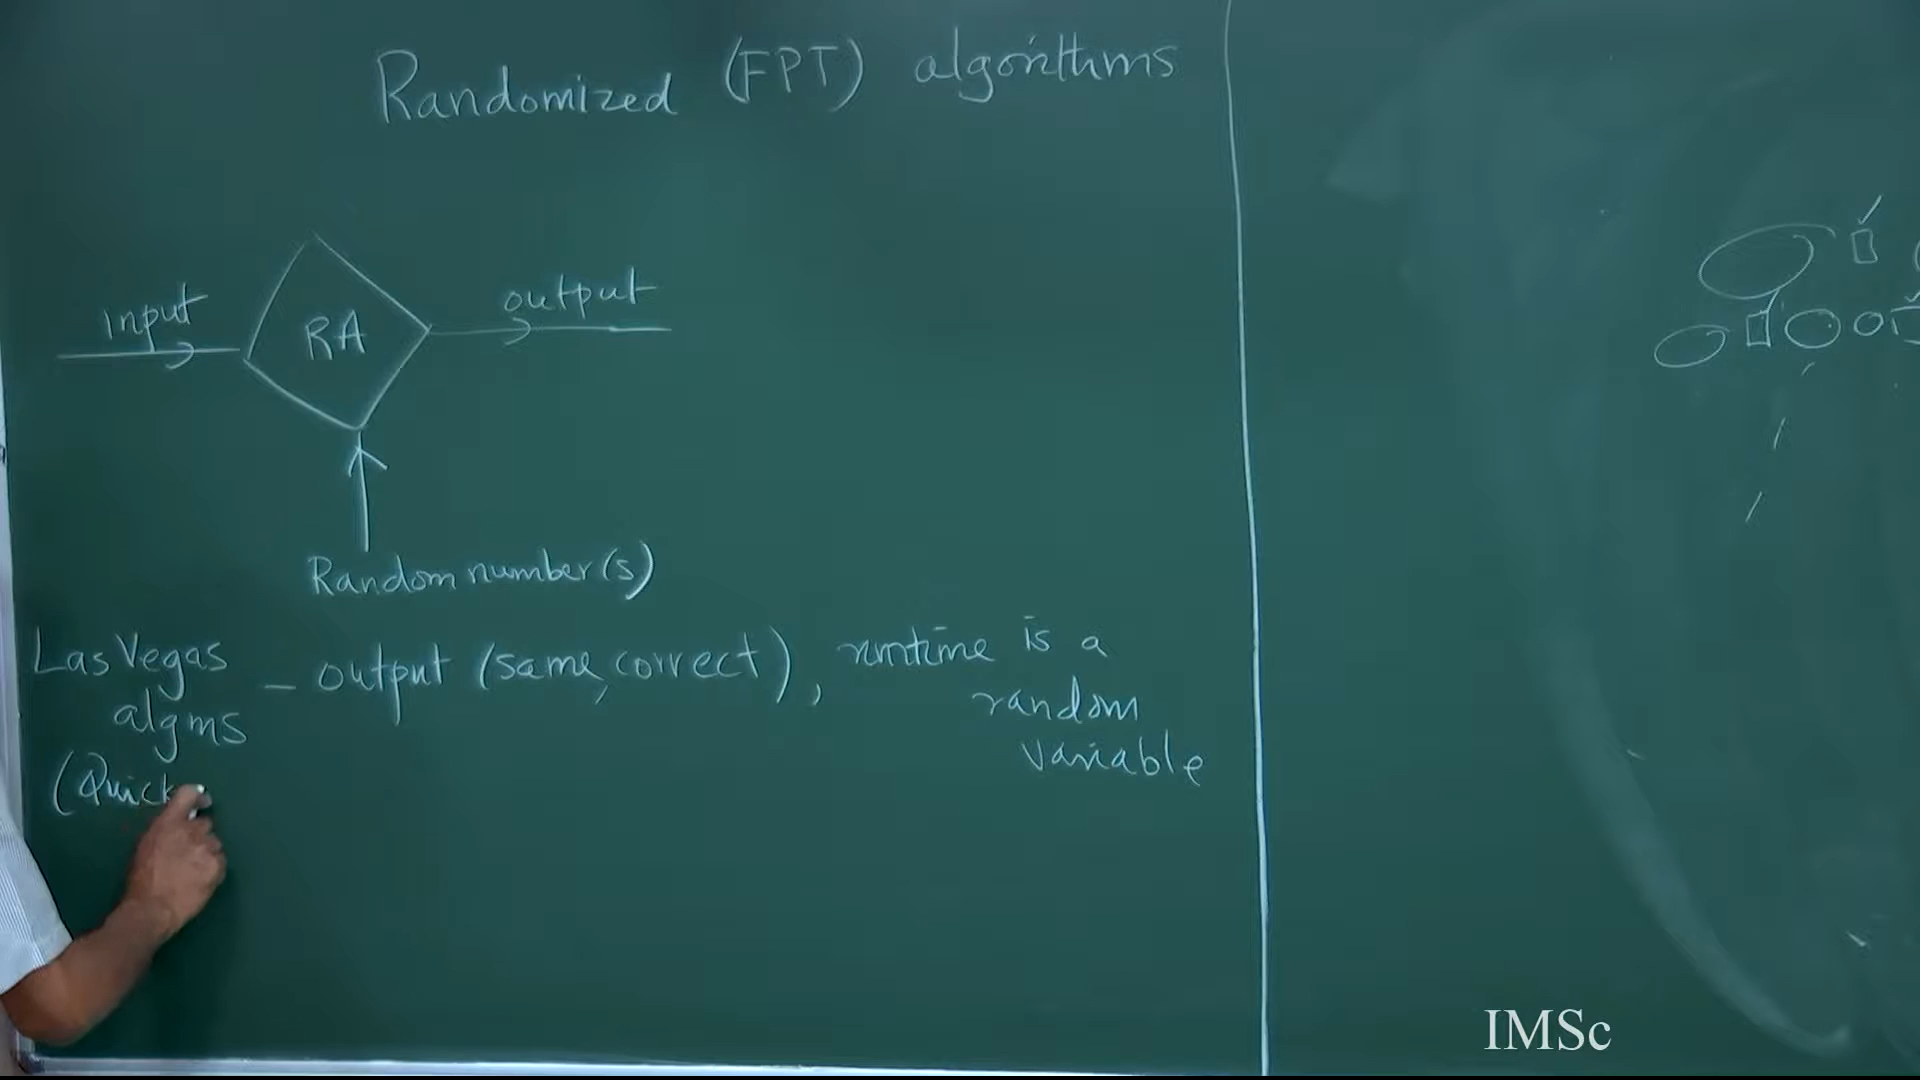 Randomized (FPT) algorithms
input
RA
output
Random number(s)
Las Vegas algms - output (same, correct), runtime is a random variable
(Quick
IMSc